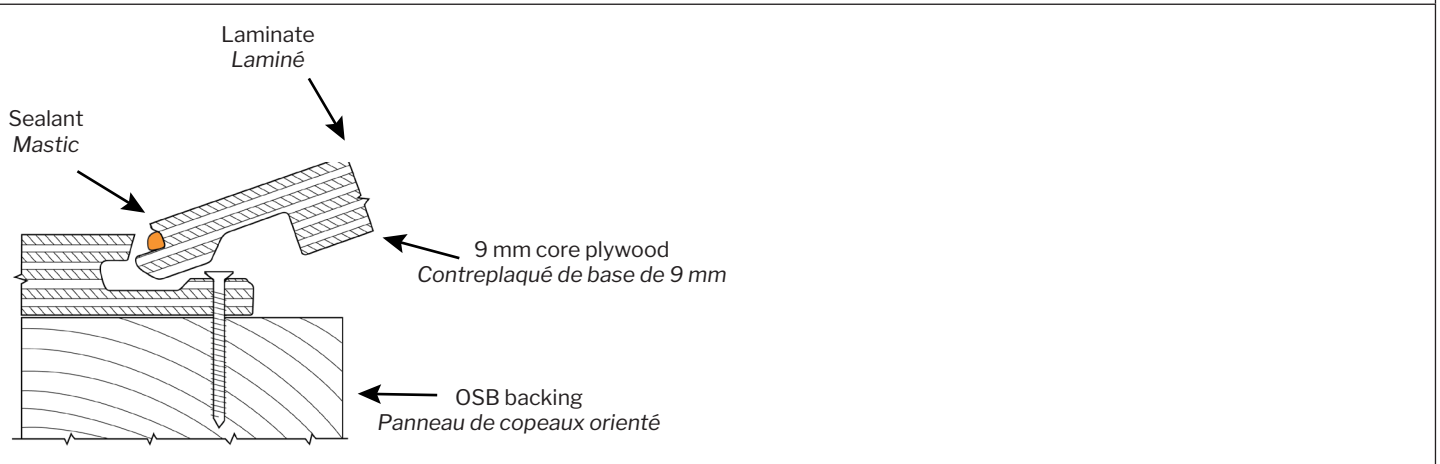 Laminate
Laminé
Sealant
Mastic
9 mm core plywood
Contreplaqué de base de 9 mm
OSB backing
Panneau de copeaux orienté